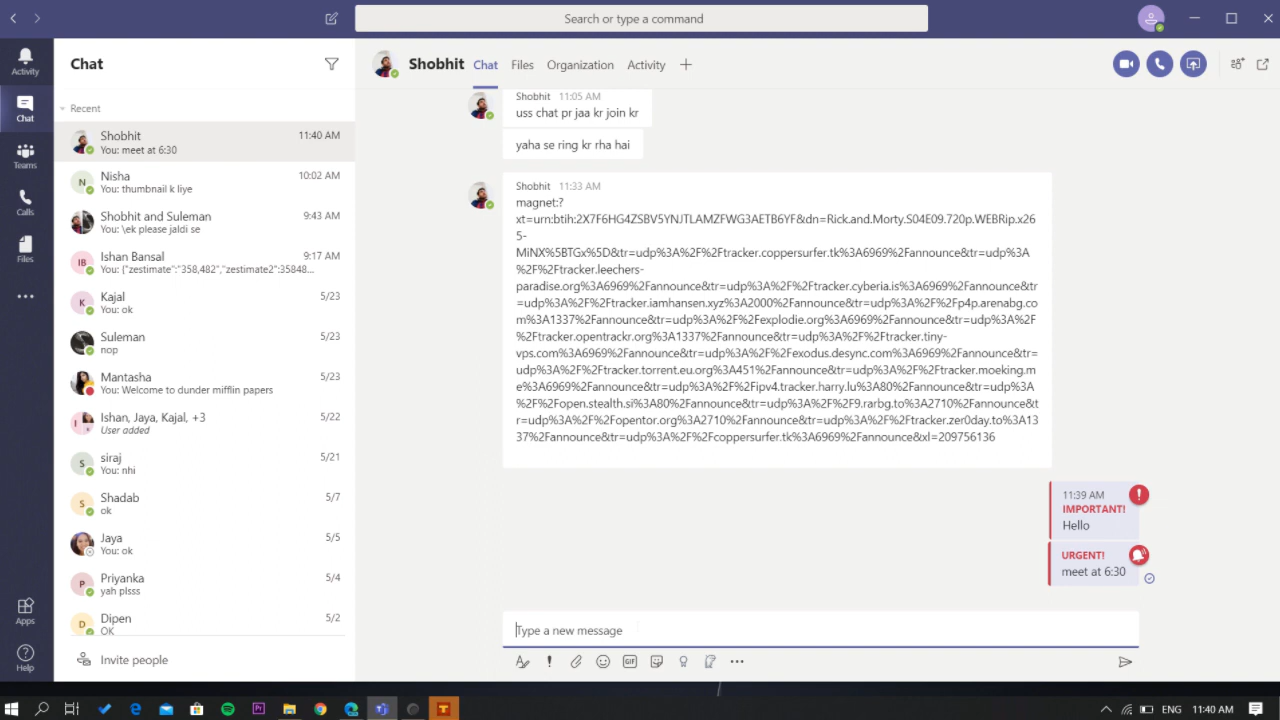 Search or type a command
Activity
Chat
Teams
Calls
Files
Apps
Help
Chat
Recent
Shobhit 11:40 AM
You: meet at 6:30
N
Nisha 10:02 AM
You: thumbnail k liye
Shobhit and Suleman 9:43 AM
You: \ek please jaldi se
IB
Ishan Bansal 9:17 AM
You: {"zestimate":"358,482","zestimate2":35848...
K
Kajal 5/23
You: ok
Suleman 5/23
nop
Mantasha 5/23
You: Welcome to dunder mifflin papers
Ishan, Jaya, Kajal, +3 5/22
User added
S
siraj 5/21
You: nhi
S
Shadab 5/7
ok
Jaya 5/5
You: ok
P
Priyanka 5/4
yah plsss
D
Dipen 5/2
OK
Invite people
Shobhit Chat Files Organization Activity
Shobhit 11:05 AM
uss chat pr jaa kr join kr
yaha se ring kr rha hai
Shobhit 11:33 AM
magnet:?
xt=urn:btih:2X7F6HG4ZSBV5YNJTLAMZFWG3AETB6YF&dn=Rick.and.Morty.S04E09.720p.WEBRip.x26
5-
MiNX%5BTGx%5D&tr=udp%3A%2F%2Ftracker.coppersurfer.tk%3A6969%2Fannounce&tr=udp%3A
%2F%2Ftracker.leechers-
paradise.org%3A6969%2Fannounce&tr=udp%3A%2F%2Ftracker.cyberia.is%3A6969%2Fannounce&tr
=udp%3A%2F%2Ftracker.iamhansen.xyz%3A2000%2Fannounce&tr=udp%3A%2F%2Fp4p.arenabg.co
m%3A1337%2Fannounce&tr=udp%3A%2F%2Fexplodie.org%3A6969%2Fannounce&tr=udp%3A%2F%2
F%2Ftracker.opentrackr.org%3A1337%2Fannounce&tr=udp%3A%2F%2Ftracker.tiny-
vps.com%3A6969%2Fannounce&tr=udp%3A%2F%2Fexodus.desync.com%3A6969%2Fannounce&tr=
udp%3A%2F%2Ftracker.torrent.eu.org%3A451%2Fannounce&tr=udp%3A%2F%2Ftracker.moeking.m
e%3A6969%2Fannounce&tr=udp%3A%2F%2Fipv4.tracker.harry.lu%3A80%2Fannounce&tr=udp%3A
%2F%2Fopen.stealth.si%3A80%2Fannounce&tr=udp%3A%2F%2F9.rarbg.to%3A2710%2Fannounce&t
r=udp%3A%2F%2Fopentor.org%3A2710%2Fannounce&tr=udp%3A%2F%2Ftracker.zer0day.to%3A13
37%2Fannounce&tr=udp%3A%2F%2Fcoppersurfer.tk%3A6969%2Fannounce&xl=209756136
11:39 AM
IMPORTANT!
Hello
URGENT!
meet at 6:30
Type a new message
GIF
ENG 11:40 AM